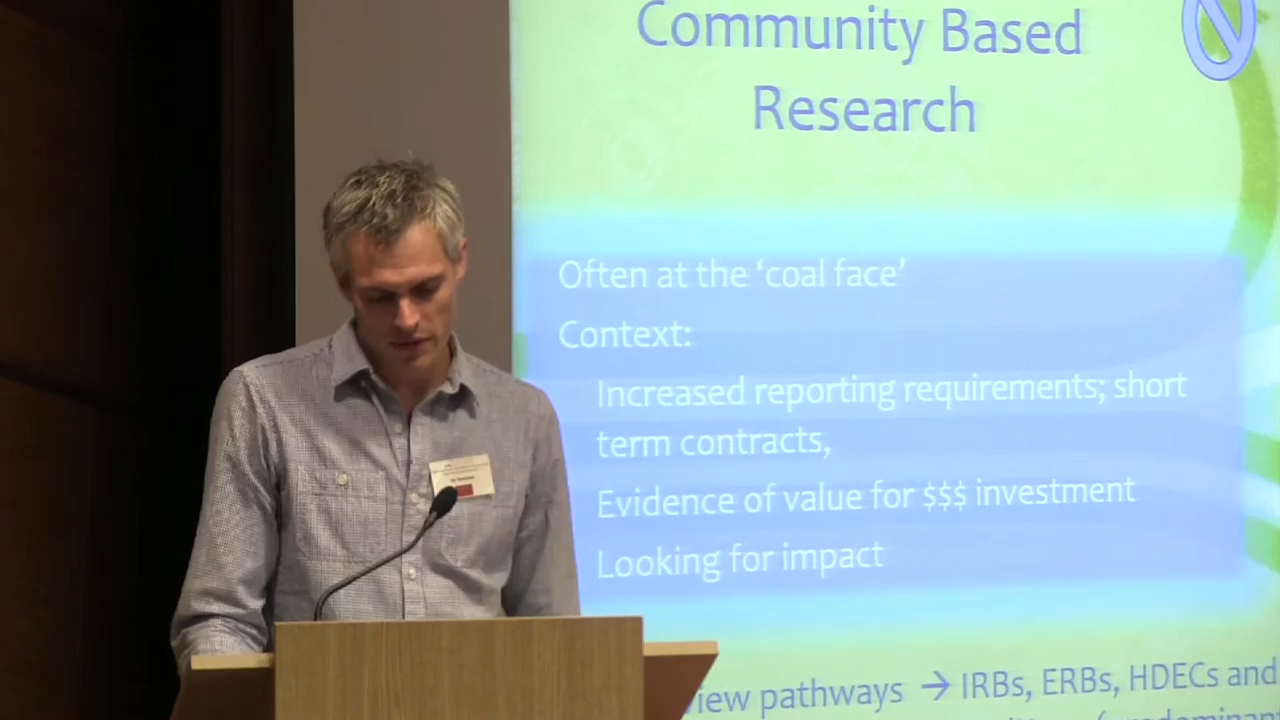 Community Based
Research
Often at the ‘coal face’
Context:
Increased reporting requirements; short
term contracts,
Evidence of value for $$$ investment
Looking for impact
pathways → IRBs, ERBs, HDECs and